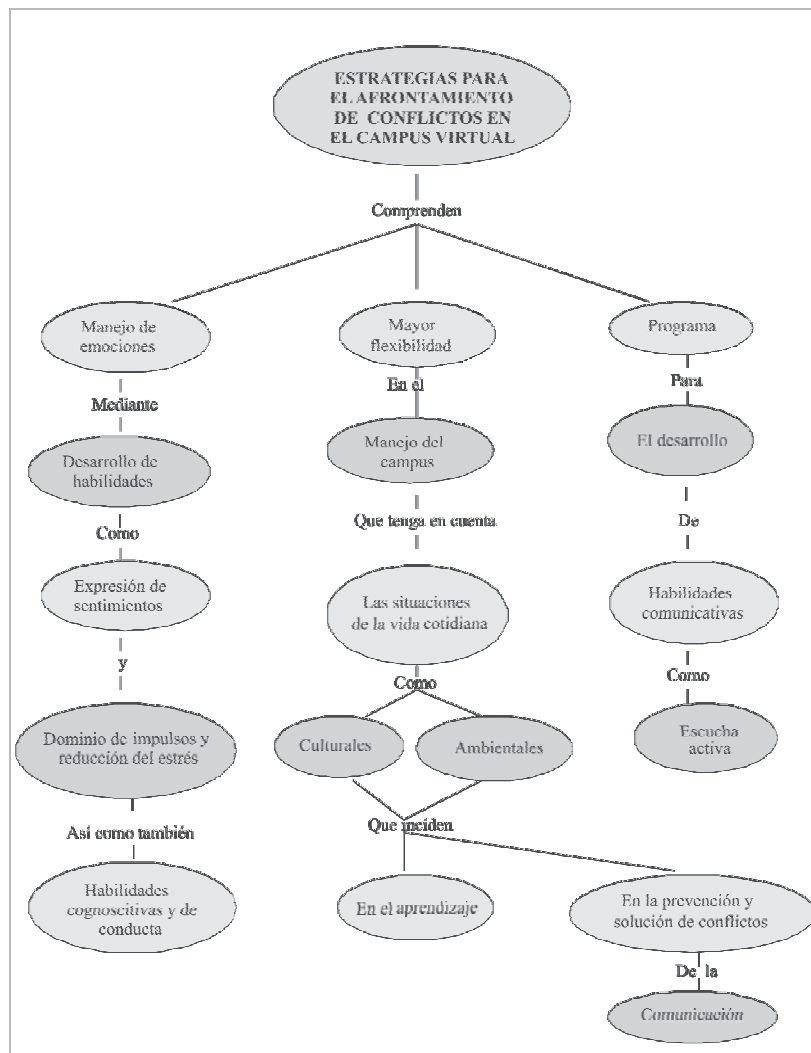 ESTRATEGIAS PARA
EL AFRONTAMIENTO
DE CONFLICTOS EN
EL CAMPUS VIRTUAL
Comprenden
Manejo de
emociones
Mediante
Desarrollo de
habilidades
Como
Expresión de
sentimientos
y
Dominio de impulsos y
reducción del estrés
Así como también
Habilidades
cognoscitivas y de
conducta
Mayor
flexibilidad
En el
Manejo del
campus
Que tenga en cuenta
Las situaciones
de la vida cotidiana
Como
Culturales
Ambientales
Que inciden
En el aprendizaje
En la prevención y
solución de conflictos
De la
Comunicación
Programa
Para
El desarrollo
De
Habilidades
comunicativas
Como
Escucha
activa